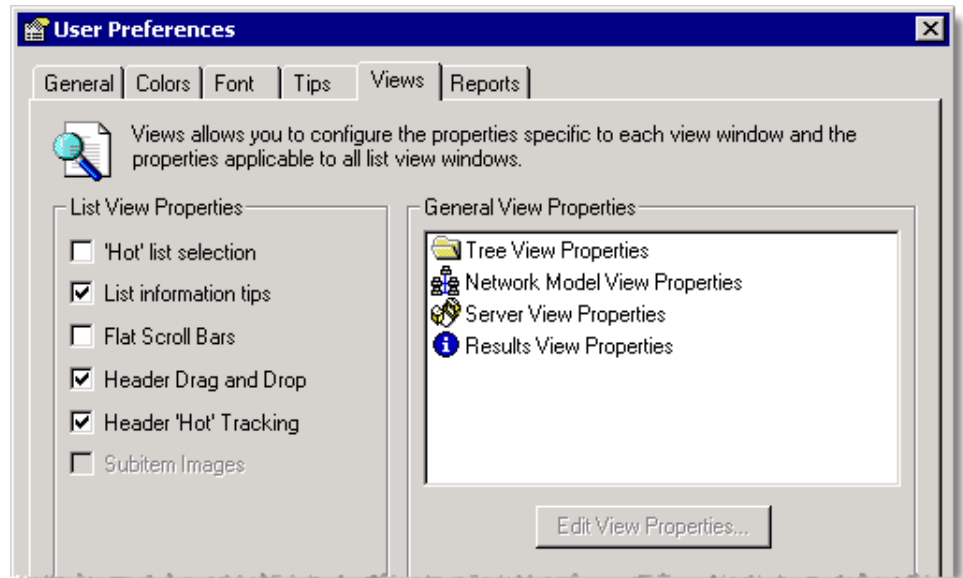 User Preferences
General Colors Font Tips Views Reports
Views allows you to configure the properties specific to each view window and the
properties applicable to all list view windows.
List View Properties
'Hot' list selection
List information tips
Flat Scroll Bars
Header Drag and Drop
Header 'Hot' Tracking
Subitem Images
General View Properties
Tree View Properties
Network Model View Properties
Server View Properties
Results View Properties
Edit View Properties...